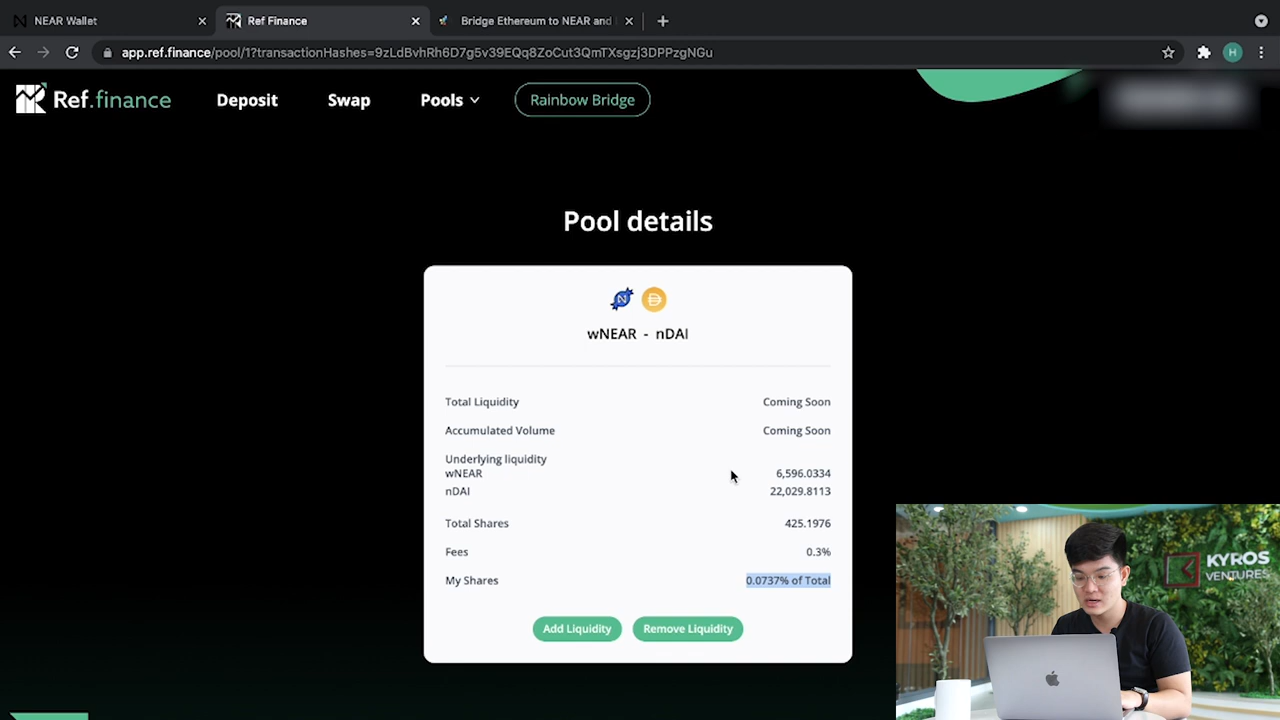 NEAR Wallet
Ref Finance
Bridge Ethereum to NEAR and
app.ref.finance/pool/1?transactionHashes=9zLdBvhRh6D7g5v39EQq8ZoCut3QmTXsgzj3DPPzgNGu
H
Ref.finance
Deposit
Swap
Pools
Rainbow Bridge
Pool details
wNEAR - nDAI
Total Liquidity Coming Soon
Accumulated Volume Coming Soon
Underlying liquidity
wNEAR 6,596.0334
nDAI 22,029.8113
Total Shares 425.1976
Fees 0.3%
My Shares 0.0737% of Total
Add Liquidity
Remove Liquidity
KYROS
VENTURES